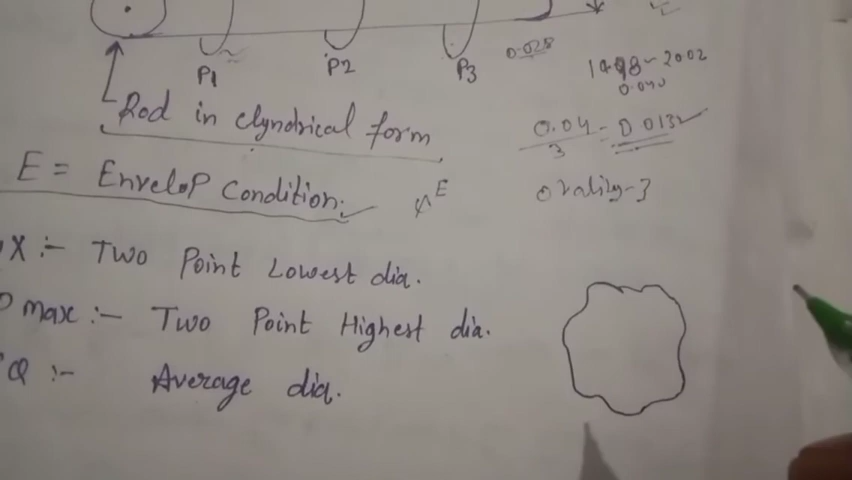 P1 P2 P3 0.028
1998-2002
0.040
Rod in clyndrical form
0.04 = 0.0132
3
E = EnveloP Condition.
E
ovality-3
X :- Two Point Lowest dia.
max :- Two Point Highest dia.
Q :- Average dia.